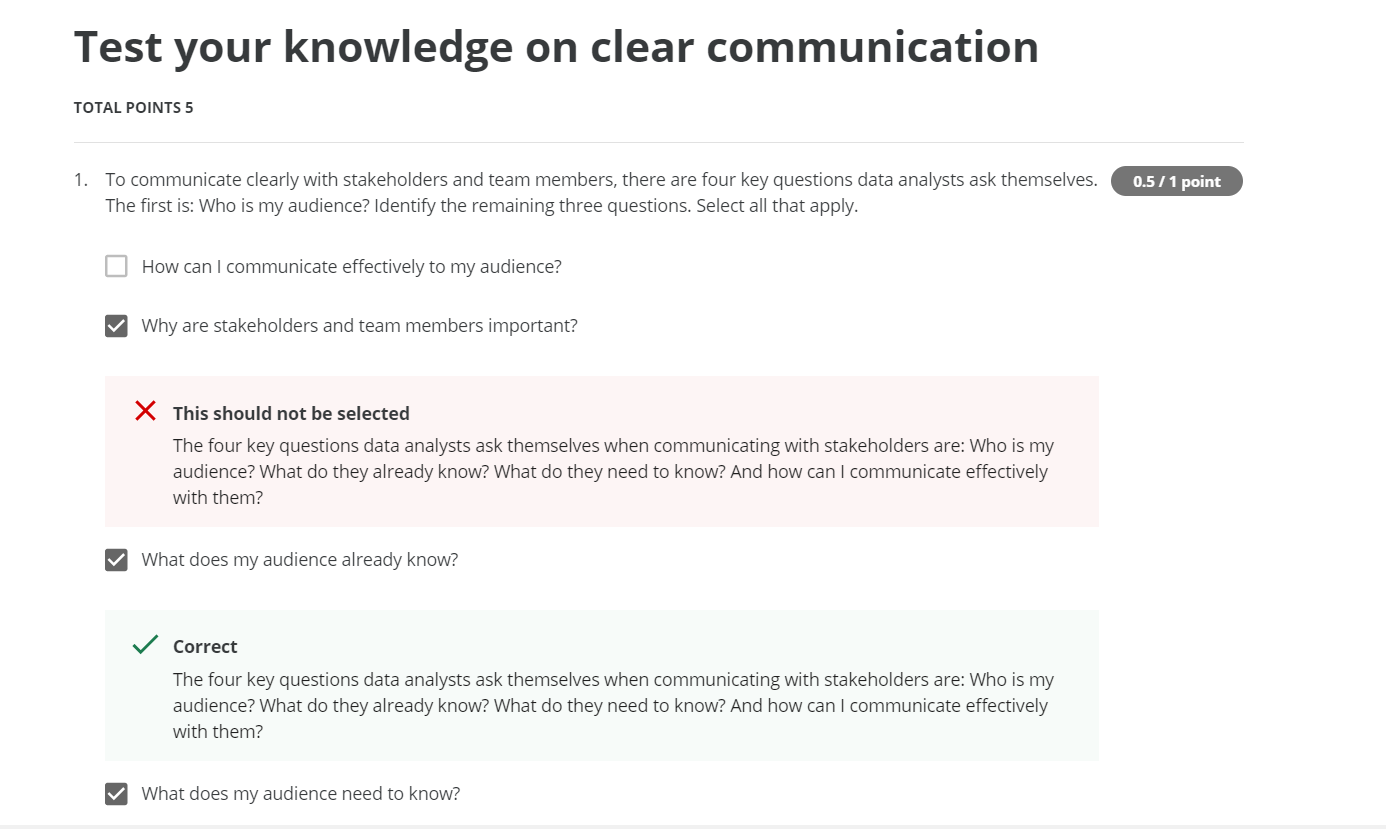 Test your knowledge on clear communication
TOTAL POINTS 5
1. To communicate clearly with stakeholders and team members, there are four key questions data analysts ask themselves.
0.5 / 1 point
The first is: Who is my audience? Identify the remaining three questions. Select all that apply.
How can I communicate effectively to my audience?
Why are stakeholders and team members important?
This should not be selected
The four key questions data analysts ask themselves when communicating with stakeholders are: Who is my
audience? What do they already know? What do they need to know? And how can I communicate effectively
with them?
What does my audience already know?
Correct
The four key questions data analysts ask themselves when communicating with stakeholders are: Who is my
audience? What do they already know? What do they need to know? And how can I communicate effectively
with them?
What does my audience need to know?